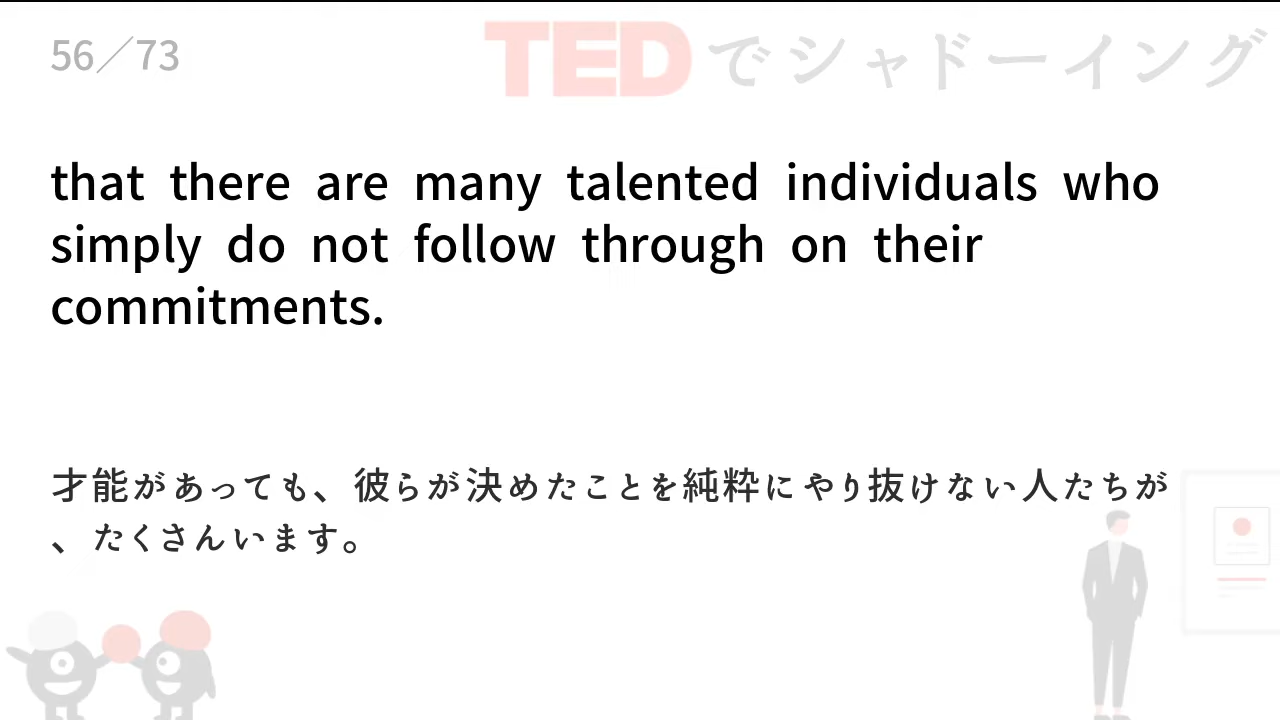 56／73
TEDでシャドーイング
that there are many talented individuals who
simply do not follow through on their
commitments.
才能があっても、彼らが決めたことを純粋にやり抜けない人たちが
、たくさんいます。